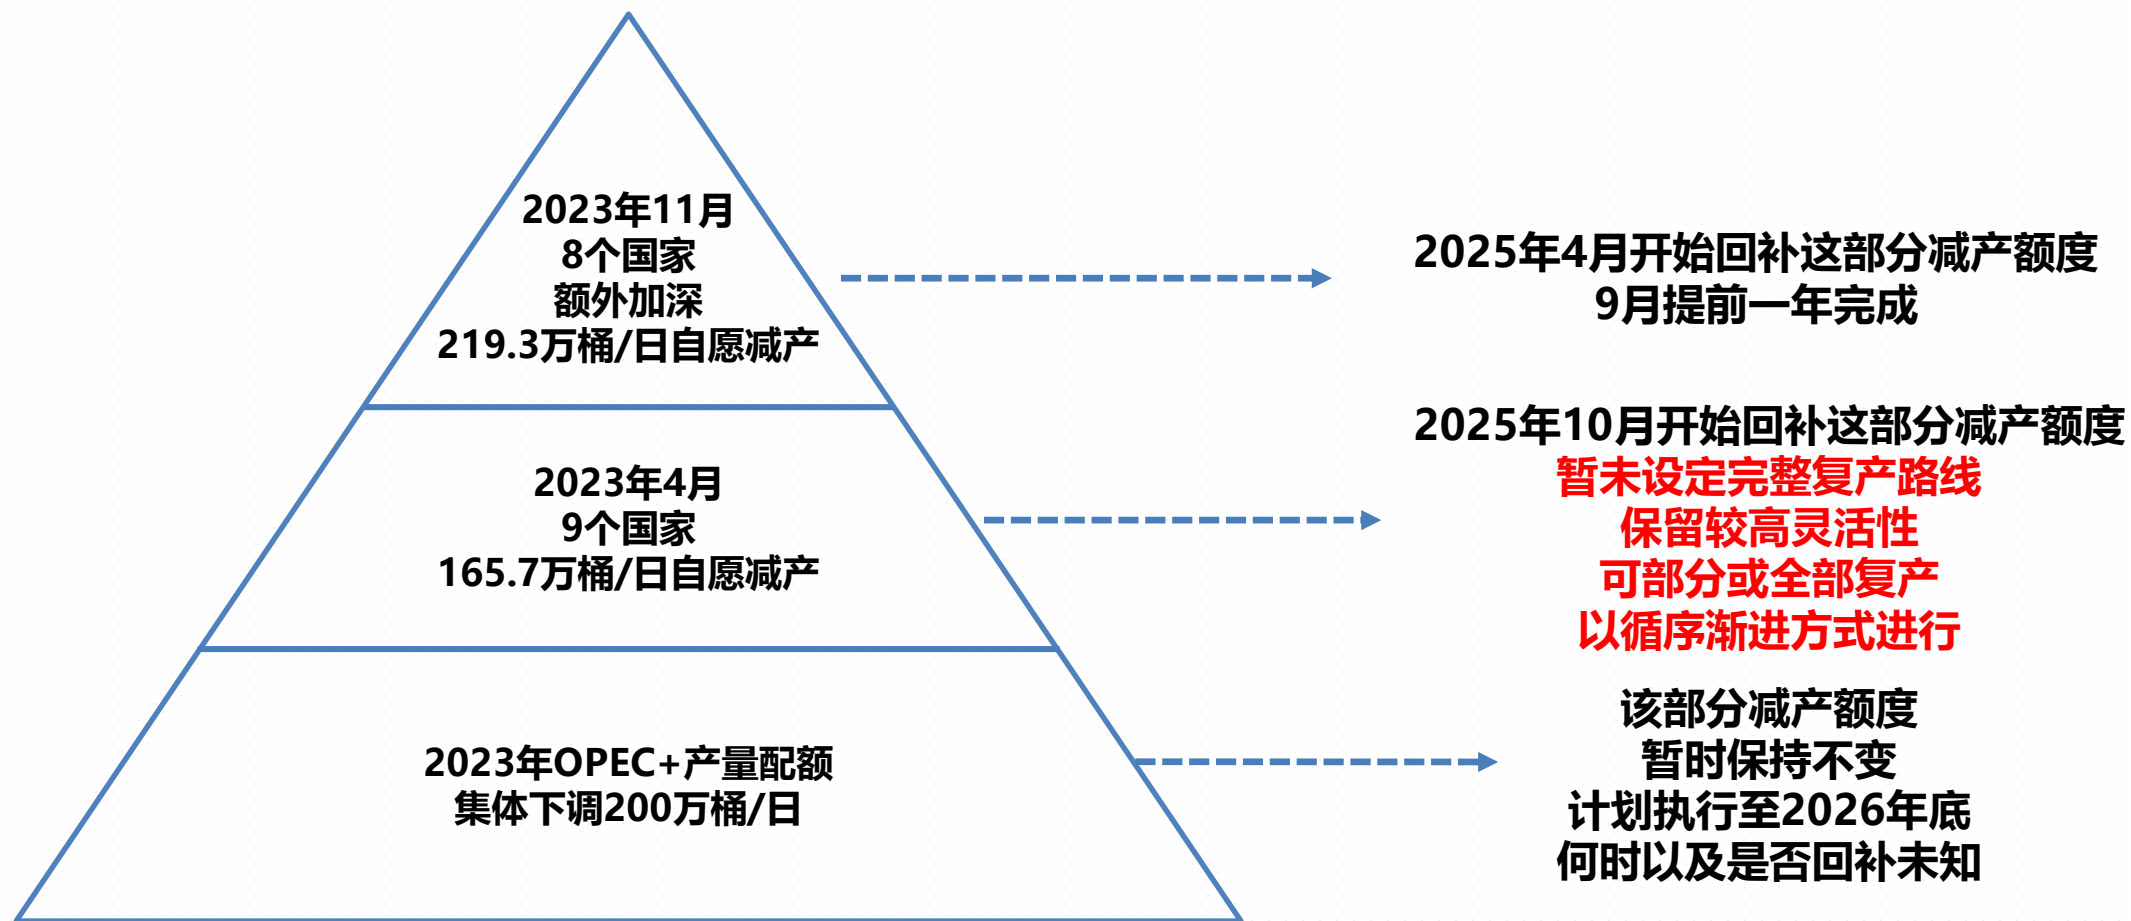 2023年11月
8个国家
额外加深
219.3万桶/日自愿减产
2025年4月开始回补这部分减产额度
9月提前一年完成
2023年4月
9个国家
165.7万桶/日自愿减产
2025年10月开始回补这部分减产额度
暂未设定完整复产路线
保留较高灵活性
可部分或全部复产
以循序渐进方式进行
2023年OPEC+产量配额
集体下调200万桶/日
该部分减产额度
暂时保持不变
计划执行至2026年底
何时以及是否回补未知